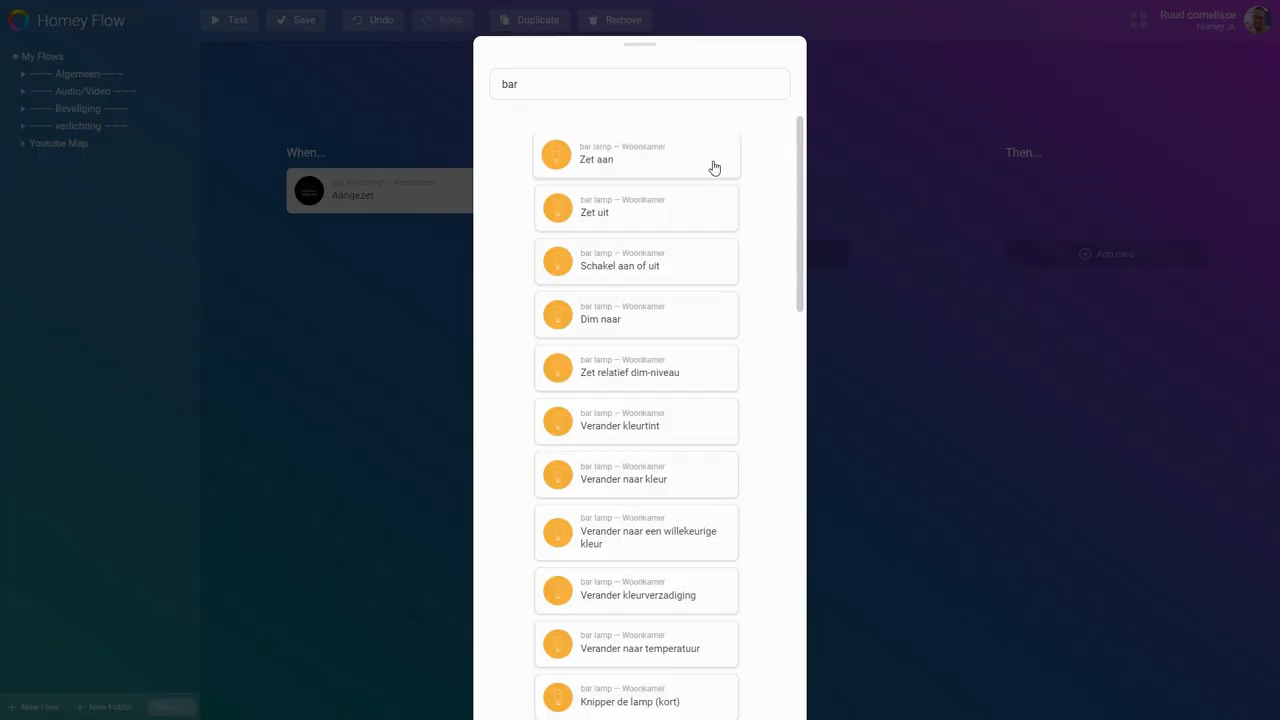 Homey Flow
Test
Save
Undo
Redo
Duplicate
Remove
Ruud cornelisse
My Flows
——— Algemeen———
——— Audio/Video ———
——— Beveliging ———
——— verlichting ———
Youtube Map
New Flow
New Folder
When...
Bar verlichting — Woonkamer
Aangezet
Then...
Add card
bar
bar lamp — Woonkamer
Zet aan
bar lamp — Woonkamer
Zet uit
bar lamp — Woonkamer
Schakel aan of uit
bar lamp — Woonkamer
Dim naar
bar lamp — Woonkamer
Zet relatief dim-niveau
bar lamp — Woonkamer
Verander kleurtint
bar lamp — Woonkamer
Verander naar kleur
bar lamp — Woonkamer
Verander naar een willekeurige
kleur
bar lamp — Woonkamer
Verander kleurverzadiging
bar lamp — Woonkamer
Verander naar temperatuur
bar lamp — Woonkamer
Knipper de lamp (kort)